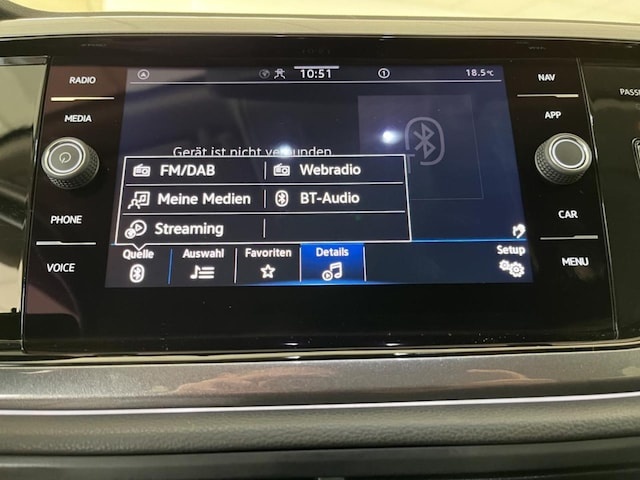 RADIO
MEDIA
PHONE
VOICE
10:51
18.5°C
Gerät ist nicht verbunden.
FM/DAB
Webradio
Meine Medien
BT-Audio
Streaming
Quelle
Auswahl
Favoriten
Details
Setup
NAV
APP
CAR
MENU